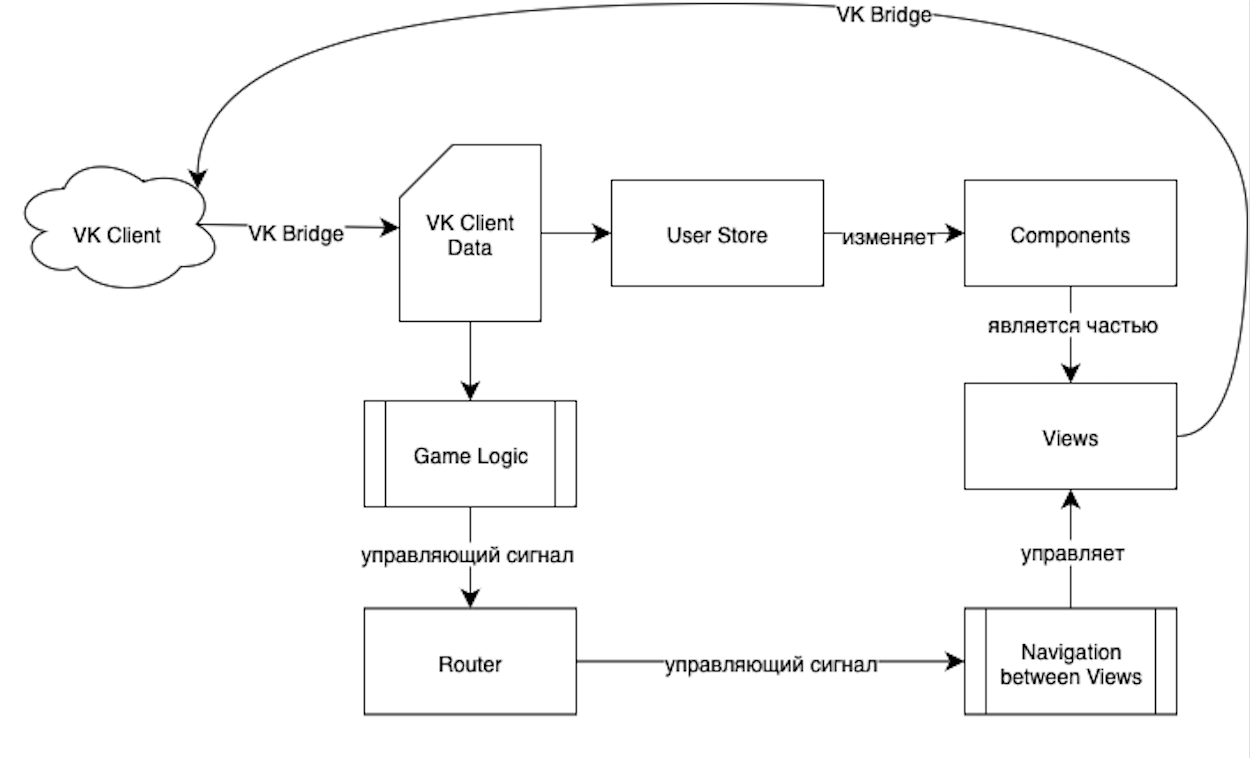 VK Bridge
VK Client
VK Bridge
VK Client
Data
User Store
изменяет
Components
является частью
Views
Game Logic
управляющий сигнал
управляет
Router
управляющий сигнал
Navigation
between Views